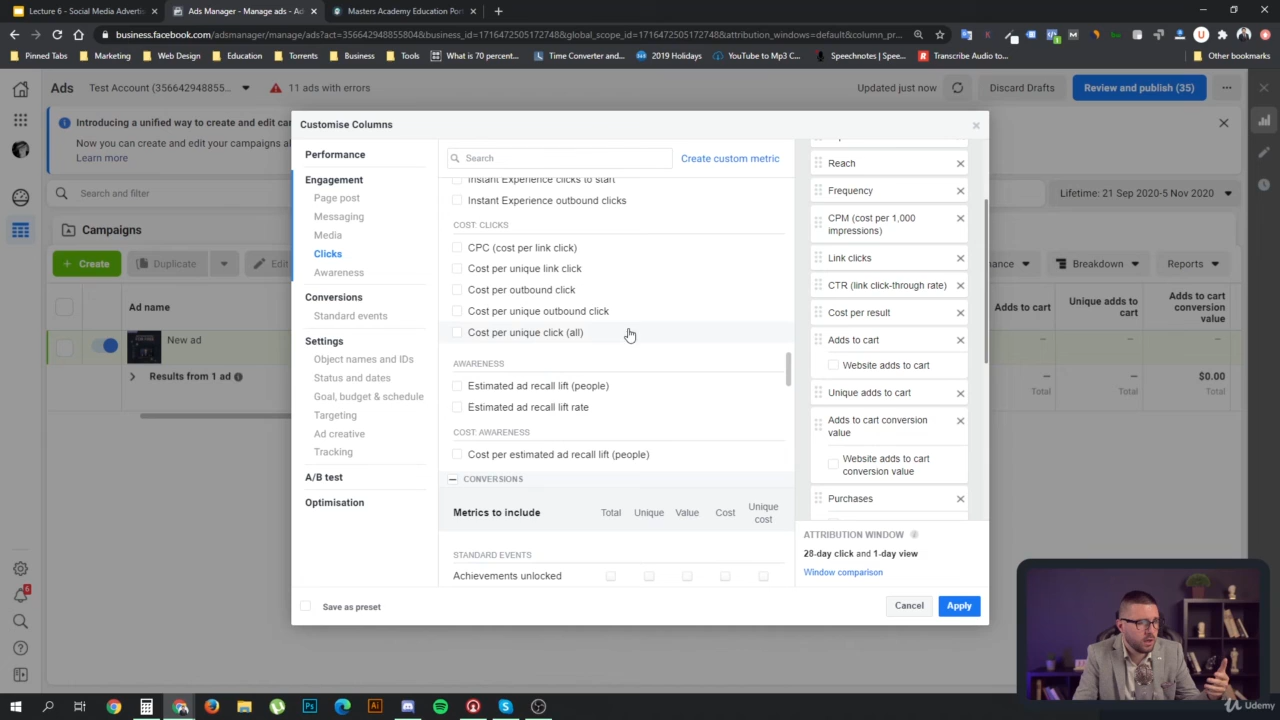 Lecture 6 - Social Media Adverti
Ads Manager - Manage ads - Ad
Masters Academy Education Port
business.facebook.com/adsmanager/manage/ads?act=356642948855804&business_id=1716472505172748&global_scope_id=1716472505172748&attribution_windows=default&column_pr...
Pinned Tabs
Marketing
Web
Design
Education
Torrents
Business
Tools
What is 70 percent...
Time Converter and...
2019 Holidays
YouTube to Mp3 C...
Speechnotes | Spee...
Transcribe Audio to...
Other bookmarks
Ads
Test Account (356642948855...
11 ads with errors
Updated just now
Discard Drafts
Review and publish (35)
Introducing a unified way to create and edit can
Now you can create and edit your campaigns al
Learn more
Search and filter
Lifetime: 21 Sep 2020-5 Nov 2020
Campaigns
+ Create
Duplicate
Edit
nance
Breakdown
Reports
Ad name
Adds to cart
Unique adds to cart
Adds to cart conversion value
New ad
Results from 1 ad
—
Total
—
Total
$0.00
Total
Customise Columns
Performance
Engagement
Page post
Messaging
Media
Clicks
Awareness
Conversions
Standard events
Settings
Object names and IDs
Status and dates
Goal, budget & schedule
Targeting
Ad creative
Tracking
A/B test
Optimisation
Search
Create custom metric
Instant Experience clicks to start
Instant Experience outbound clicks
COST: CLICKS
CPC (cost per link click)
Cost per unique link click
Cost per outbound click
Cost per unique outbound click
Cost per unique click (all)
AWARENESS
Estimated ad recall lift (people)
Estimated ad recall lift rate
COST: AWARENESS
Cost per estimated ad recall lift (people)
CONVERSIONS
Metrics to include
Total
Unique
Value
Cost
Unique cost
STANDARD EVENTS
Achievements unlocked
Reach
Frequency
CPM (cost per 1,000
impressions)
Link clicks
CTR (link click-through rate)
Cost per result
Adds to cart
Website adds to cart
Unique adds to cart
Adds to cart conversion
value
Website adds to cart
conversion value
Purchases
ATTRIBUTION WINDOW
28-day click and 1-day view
Window comparison
Save as preset
Cancel
Apply
Udemy